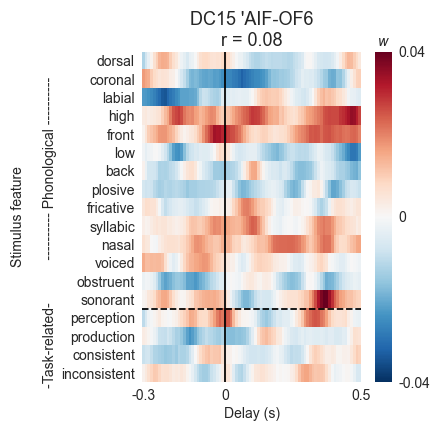 DC15 'AIF-OF6
r = 0.08
w
dorsal
coronal
labial
high
front
low
back
plosive
fricative
syllabic
nasal
voiced
obstruent
sonorant
perception
production
consistent
inconsistent
Stimulus feature
-Task-related- ---------- Phonological ----------
-0.3
0
0.5
Delay (s)
0.04
0
-0.04